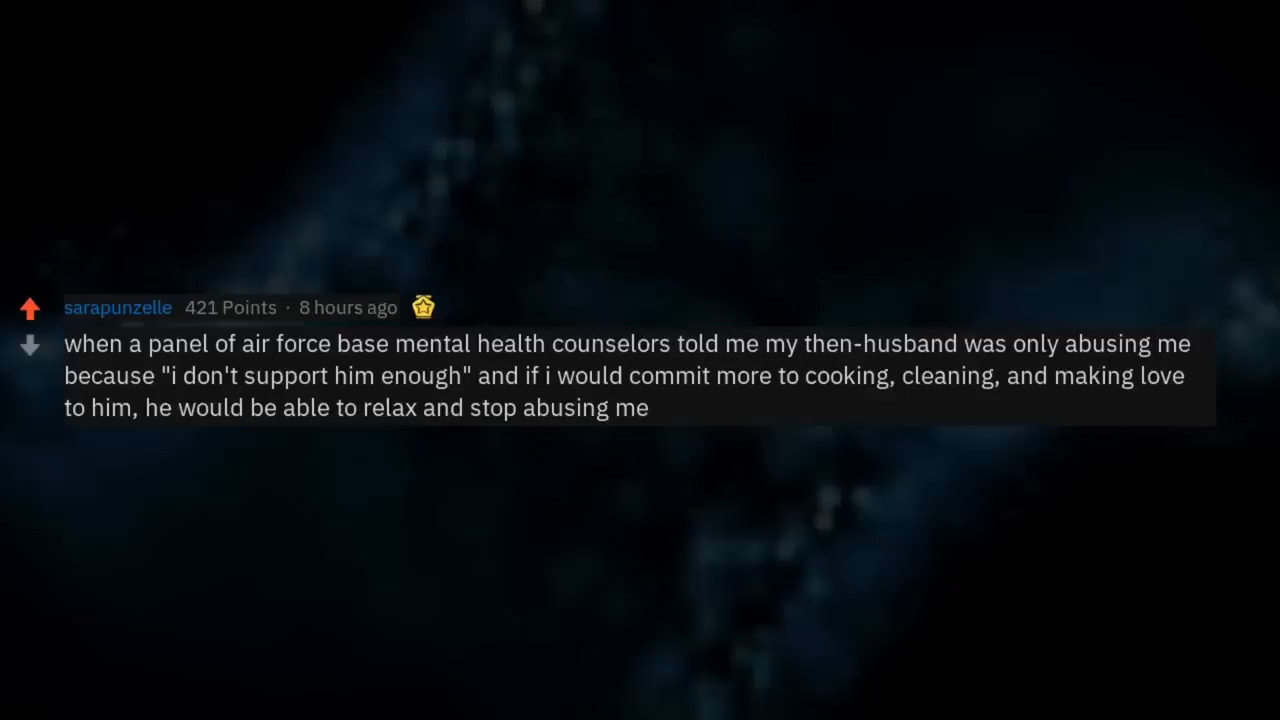 sarapunzelle 421 Points · 8 hours ago
when a panel of air force base mental health counselors told me my then-husband was only abusing me
because "i don't support him enough" and if i would commit more to cooking, cleaning, and making love
to him, he would be able to relax and stop abusing me